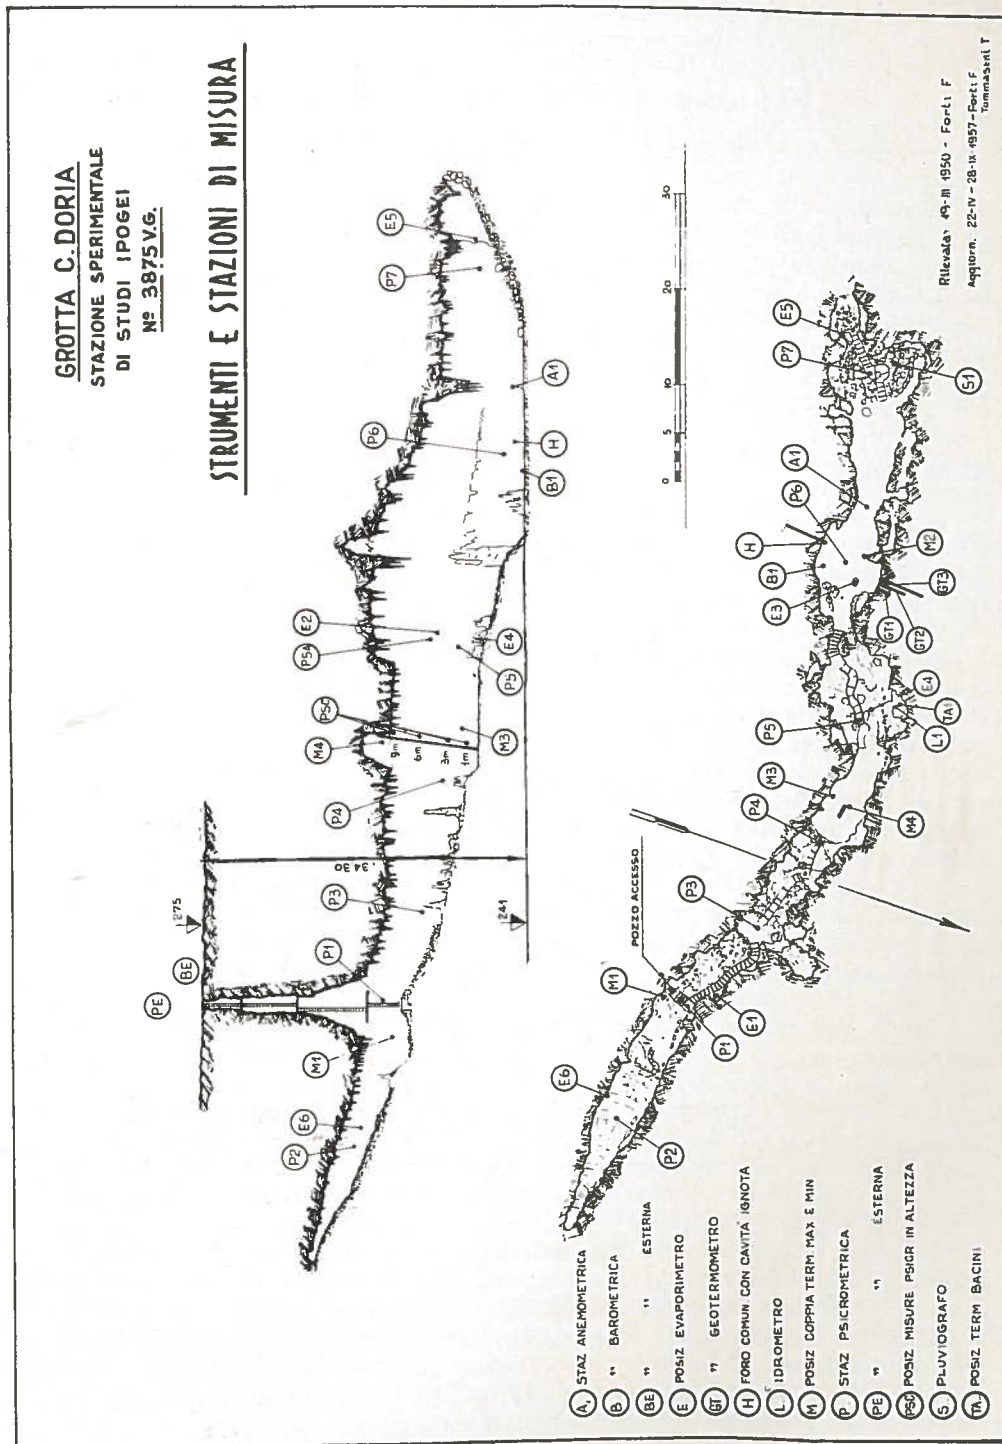 GROTTA C. DORIA
STAZIONE SPERIMENTALE
DI STUDI IPOGEI
Nº 3875 V.G.
STRUMENTI E STAZIONI DI MISURA
PE
BE
275
P1
M1
E6
P2
P3
34.30
241
P4
M4
PSC
9m
6m
3m
1m
M3
PSA
E2
P5
E4
P6
B1
H
A1
P7
E5
0
5
10
20
30
E6
P2
M1
POZZO ACCESSO
P1
E1
P3
P4
M3
M4
P5
L1
TA1
E4
E3
B1
H
P6
A1
GT1
GT2
GT3
M2
P7
E5
S1
Rilevata, 19-III 1950 - Forti F
Aggiorn. 22-IV - 28-IX-1957-Forti F
Tommasini T
A STAZ ANEMOMETRICA
B " BAROMETRICA
BE " " ESTERNA
E POSIZ EVAPORIMETRO
GT " GEOTERMOMETRO
H FORO COMUN. CON CAVITÀ IGNOTA
L IDROMETRO
M POSIZ DOPPIA TERM. MAX E MIN
P STAZ PSICROMETRICA
PE " " ESTERNA
PSC POSIZ MISURE PSIGR IN ALTEZZA
S PLUVIOGRAFO
TA POSIZ TERM BACINI